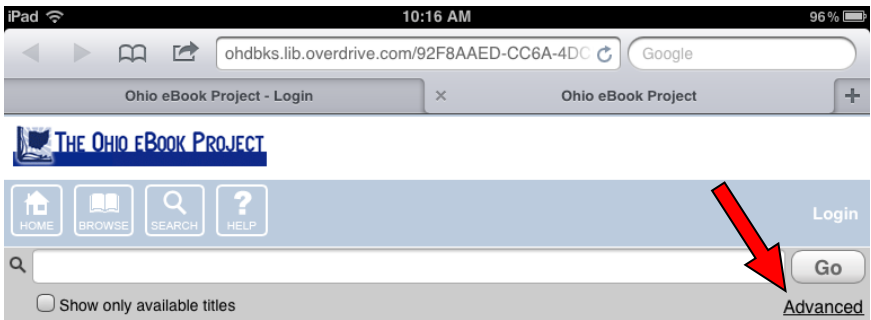 iPad 10:16 AM 96%
ohdbks.lib.overdrive.com/92F8AAED-CC6A-4DC Google
Ohio eBook Project - Login × Ohio eBook Project +
THE OHIO EBOOK PROJECT
HOME BROWSE SEARCH ? HELP Login
Go
Show only available titles Advanced